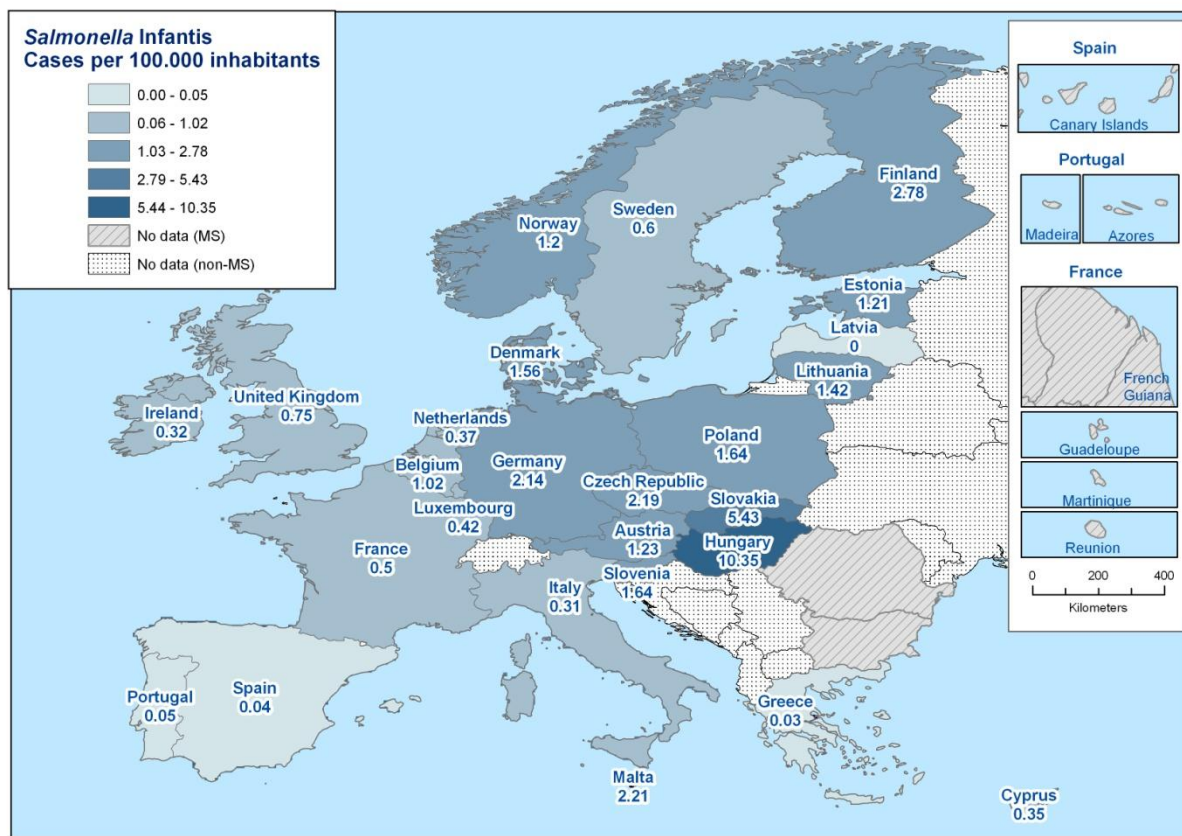 Salmonella Infantis
Cases per 100.000 inhabitants
0.00 - 0.05
0.06 - 1.02
1.03 - 2.78
2.79 - 5.43
5.44 - 10.35
No data (MS)
No data (non-MS)
Finland
2.78
Sweden
0.6
Norway
1.2
Estonia
1.21
Latvia
0
Lithuania
1.42
Denmark
1.56
United Kingdom
0.75
Ireland
0.32
Netherlands
0.37
Belgium
1.02
Luxembourg
0.42
Germany
2.14
Poland
1.64
Czech Republic
2.19
Slovakia
5.43
Austria
1.23
Hungary
10.35
Slovenia
1.64
France
0.5
Italy
0.31
Portugal
0.05
Spain
0.04
Greece
0.03
Malta
2.21
Cyprus
0.35
Spain
Canary Islands
Portugal
Madeira
Azores
France
French
Guiana
Guadeloupe
Martinique
Reunion
0 200 400
Kilometers